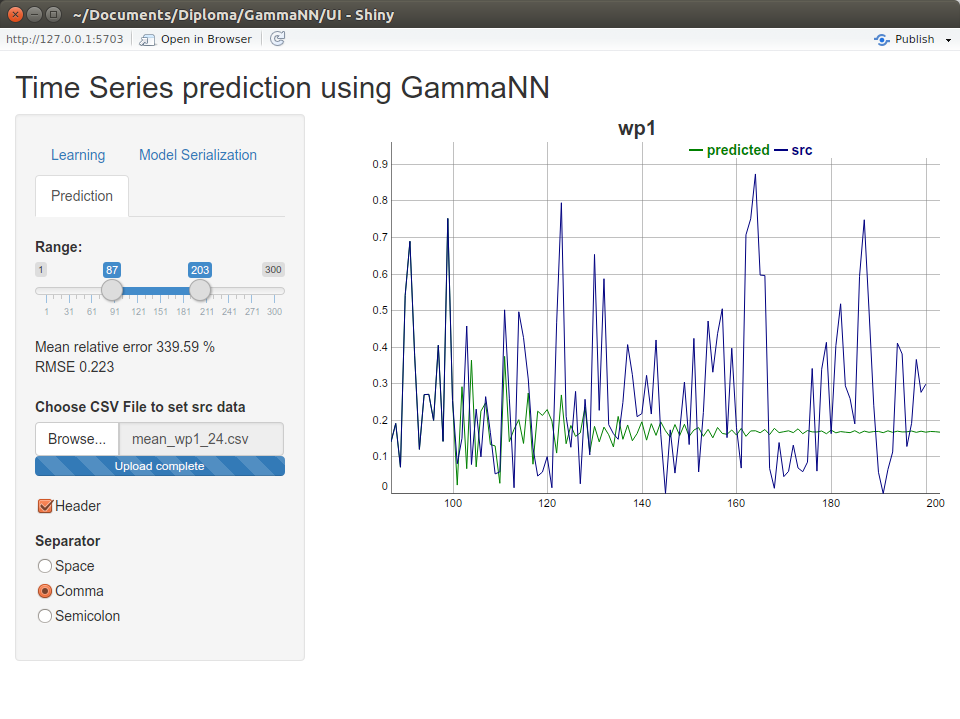 ~/Documents/Diploma/GammaNN/UI - Shiny
http://127.0.0.1:5703 Open in Browser Publish
Time Series prediction using GammaNN
Learning Model Serialization
Prediction
Range:
1 87 203 300
1 31 61 91 121 151 181 211 241 271 300
Mean relative error 339.59 %
RMSE 0.223
Choose CSV File to set src data
Browse... mean_wp1_24.csv
Upload complete
Header
Separator
Space
Comma
Semicolon
wp1
predicted src
0.9
0.8
0.7
0.6
0.5
0.4
0.3
0.2
0.1
0
100 120 140 160 180 200